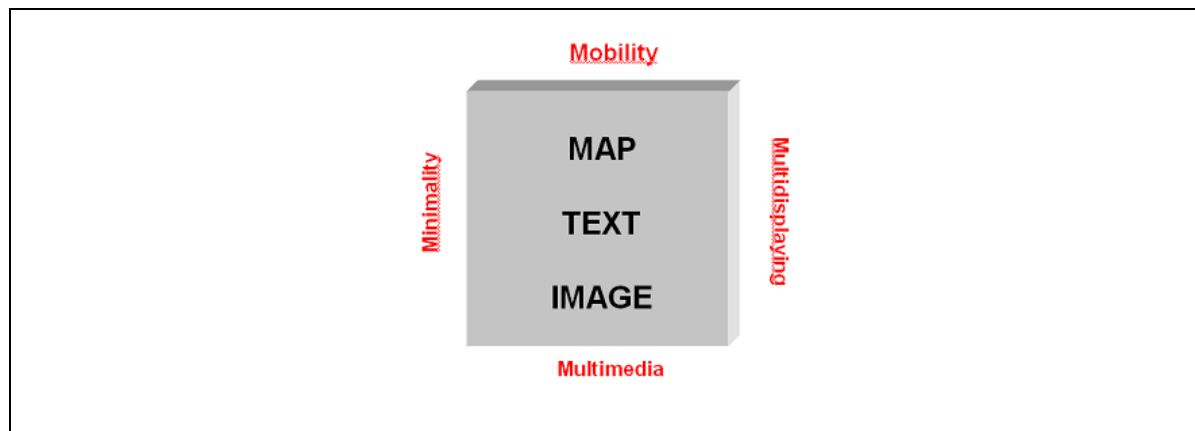 Mobility
Minimality
MAP
TEXT
IMAGE
Multidisplaying
Multimedia